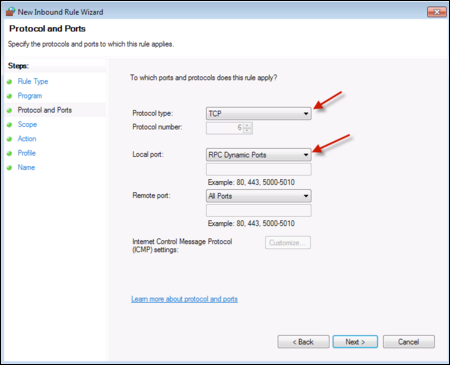 New Inbound Rule Wizard
Protocol and Ports
Specify the protocols and ports to which this rule applies.
Steps:
Rule Type
Program
Protocol and Ports
Scope
Action
Profile
Name
To which ports and protocols does this rule apply?
Protocol type: TCP
Protocol number: 6
Local port: RPC Dynamic Ports
Example: 80, 443, 5000-5010
Remote port: All Ports
Example: 80, 443, 5000-5010
Internet Control Message Protocol
(ICMP) settings: Customize...
Learn more about protocol and ports
< Back Next > Cancel